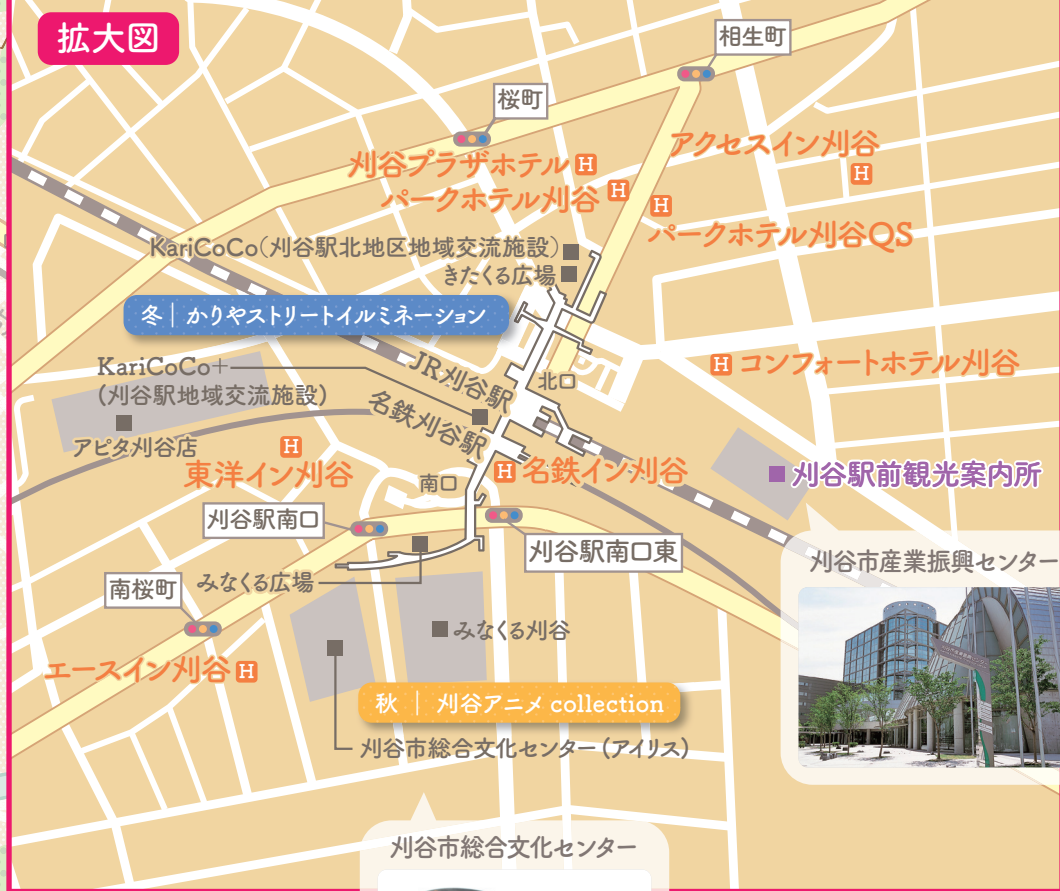 拡大図
相生町
桜町
アクセスイン刈谷
H
刈谷プラザホテル H
パークホテル刈谷 H
H
パークホテル刈谷QS
KariCoCo(刈谷駅北地区地域交流施設)
きたくる広場
冬 | かりやストリートイルミネーション
KariCoCo+
(刈谷駅地域交流施設)
JR刈谷駅
北口
H コンフォートホテル刈谷
名鉄刈谷駅
アピタ刈谷店
H
東洋イン刈谷
H 名鉄イン刈谷
刈谷駅前観光案内所
南口
刈谷駅南口
刈谷駅南口東
刈谷市産業振興センター
南桜町
みなくる広場
みなくる刈谷
エースイン刈谷 H
秋 | 刈谷アニメ collection
刈谷市総合文化センター(アイリス)
刈谷市総合文化センター